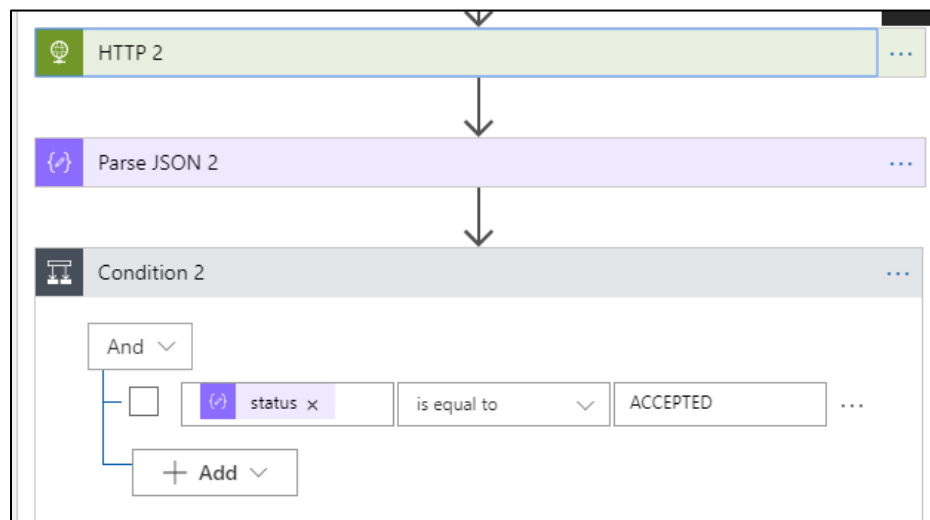 HTTP 2
Parse JSON 2
Condition 2
And
status x is equal to ACCEPTED
+ Add